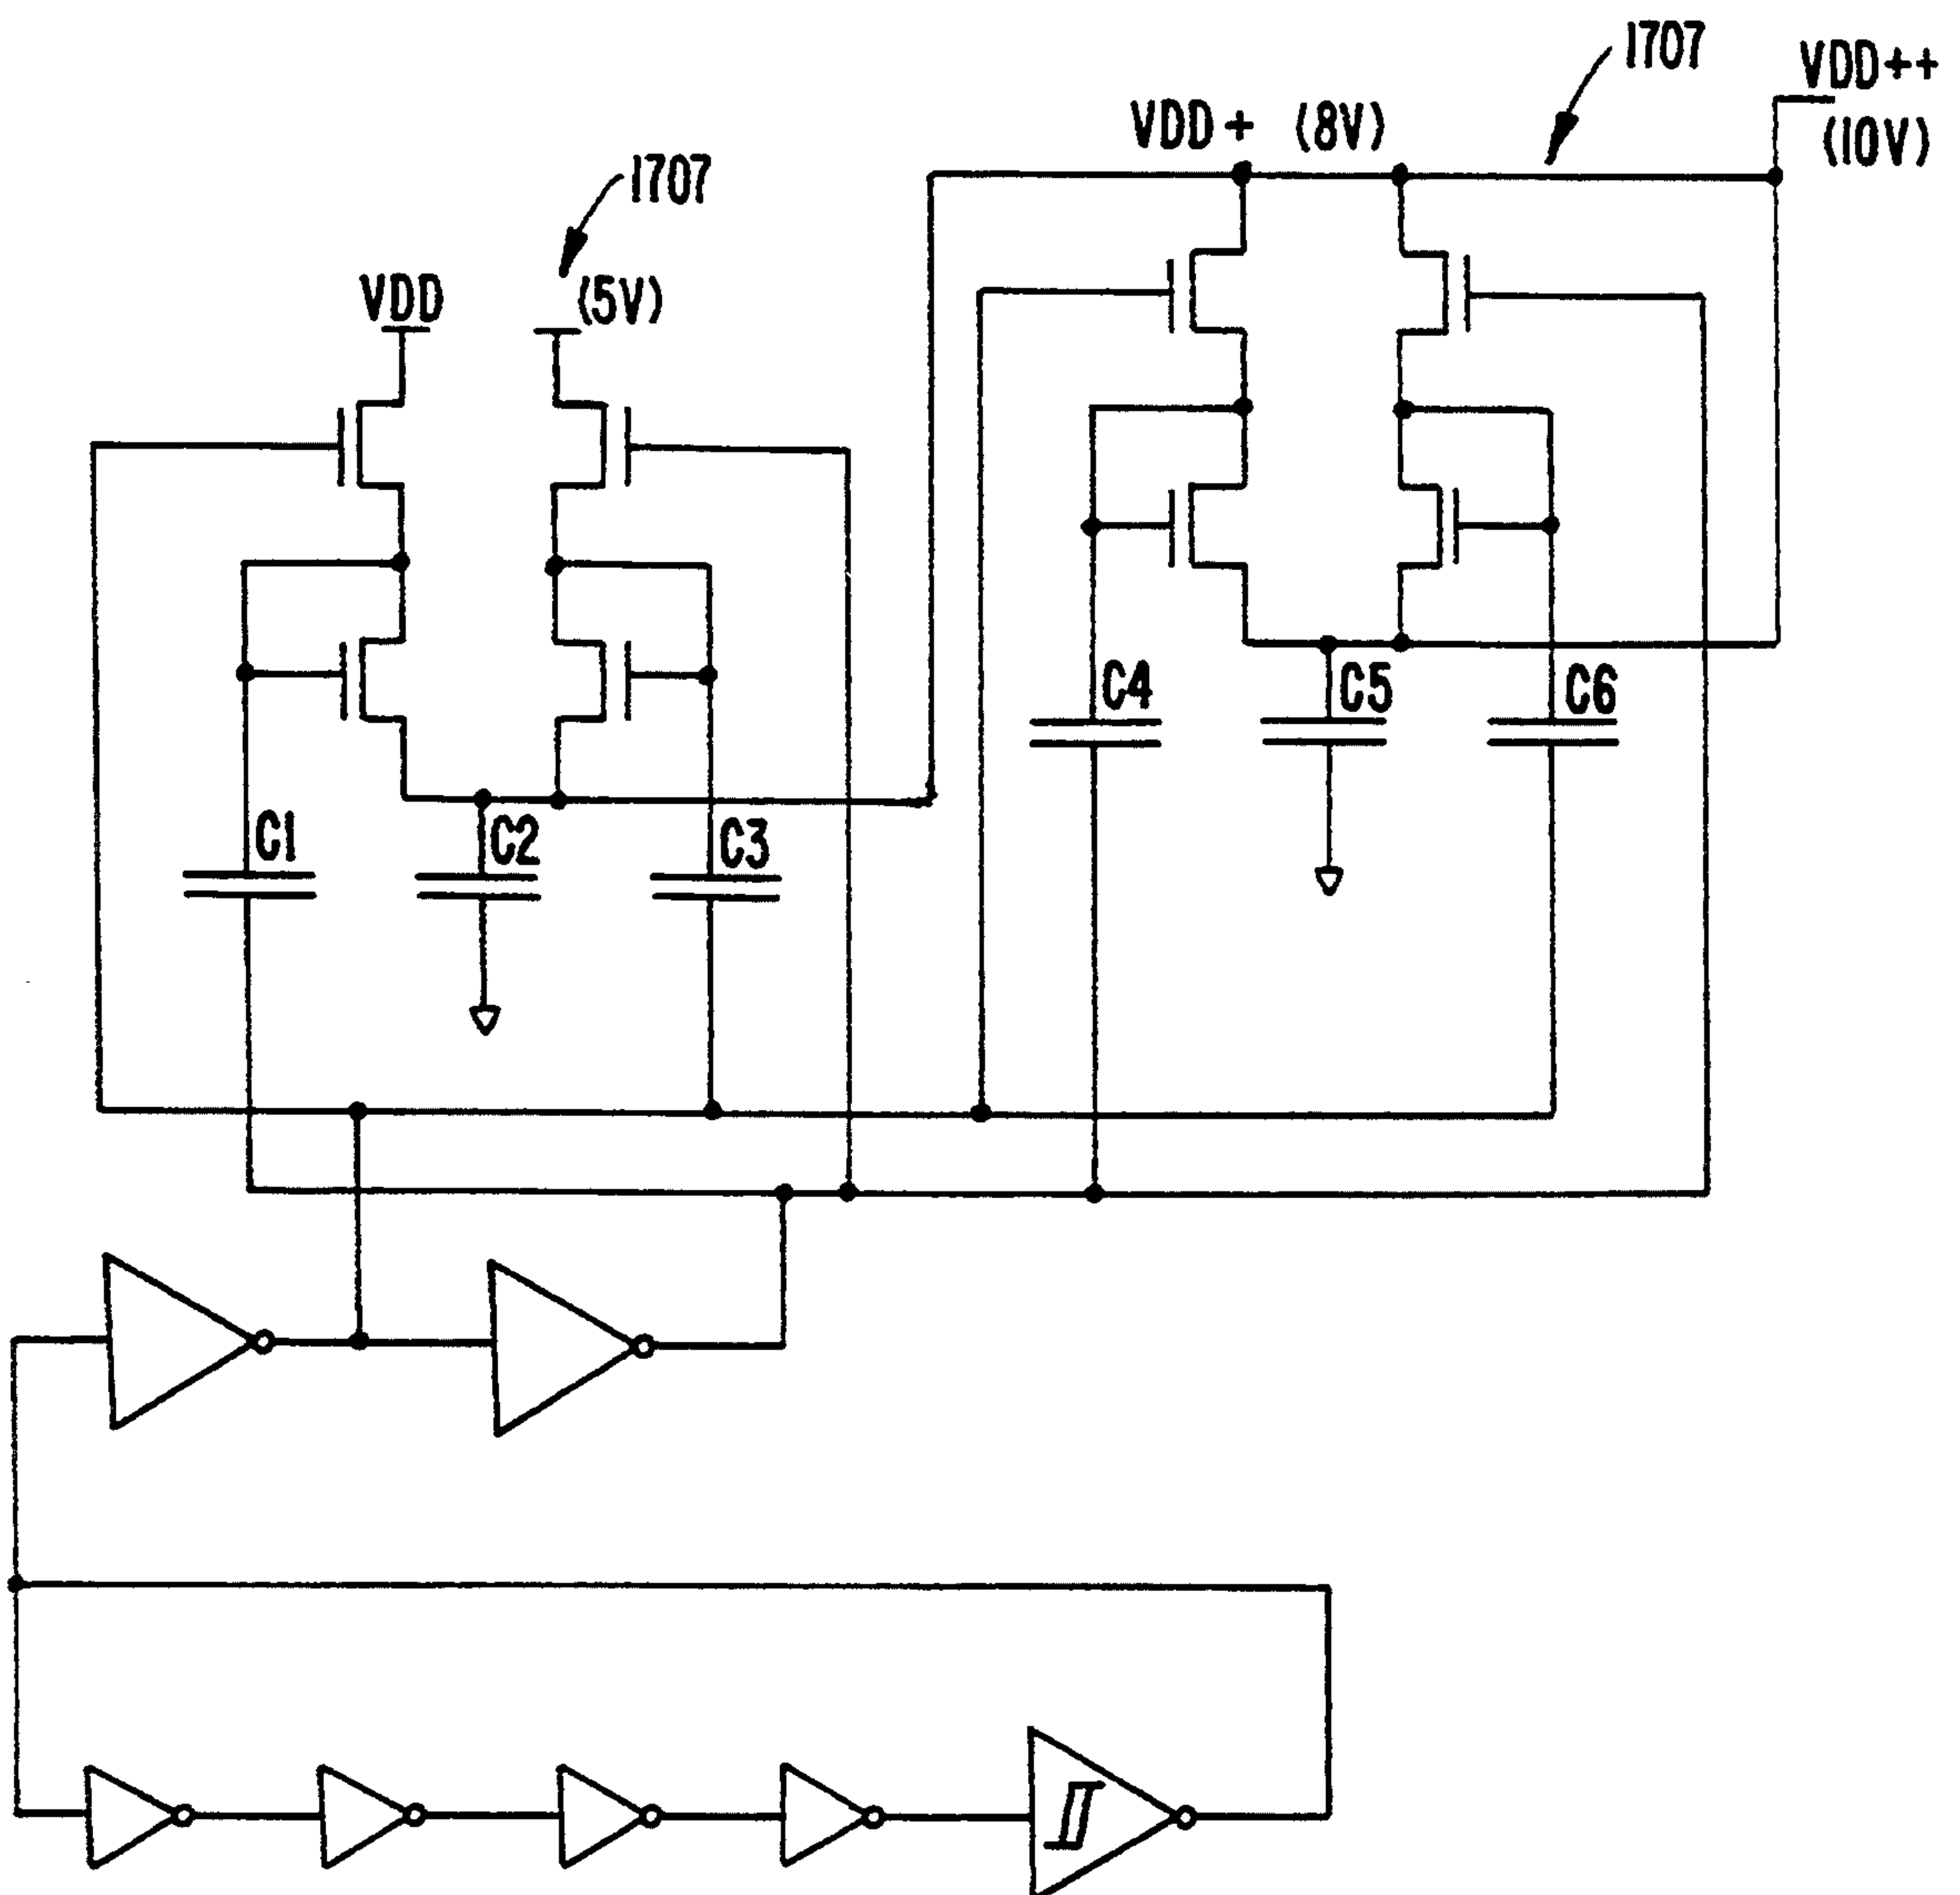 1707
VDD++
(10V)
VDD+ (8V)
1707
VDD
(5V)
C4
C5
C6
C1
C2
C3